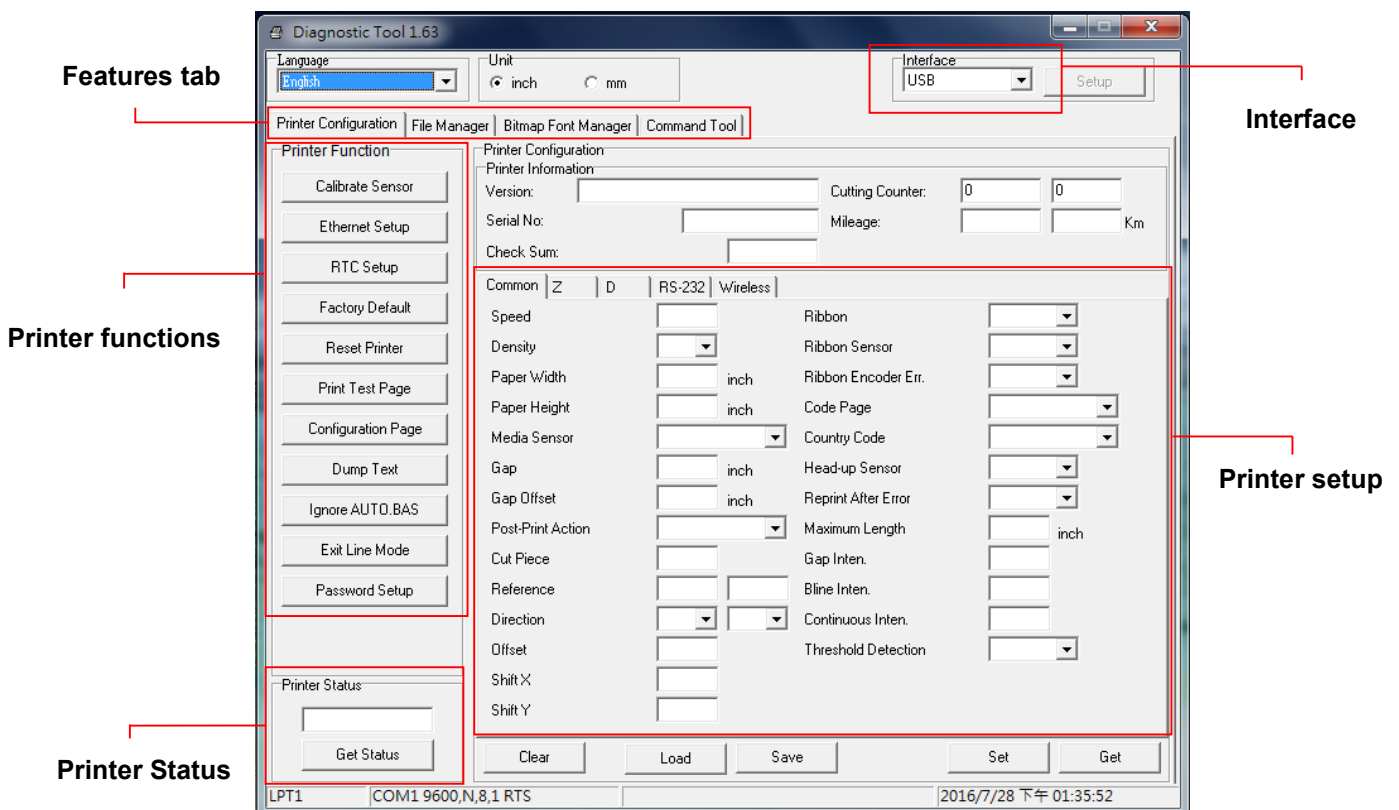 Diagnostic Tool 1.63
Language
English
Unit
inch
mm
Interface
USB
Setup
Features tab
Interface
Printer Configuration
File Manager
Bitmap Font Manager
Command Tool
Printer Function
Calibrate Sensor
Ethernet Setup
RTC Setup
Factory Default
Reset Printer
Print Test Page
Configuration Page
Dump Text
Ignore AUTO.BAS
Exit Line Mode
Password Setup
Printer functions
Printer Configuration
Printer Information
Version:
Cutting Counter: 0 0
Serial No:
Mileage: Km
Check Sum:
Common Z D RS-232 Wireless
Speed
Density
Paper Width inch
Paper Height inch
Media Sensor
Gap inch
Gap Offset inch
Post-Print Action
Cut Piece
Reference
Direction
Offset
Shift X
Shift Y
Ribbon
Ribbon Sensor
Ribbon Encoder Err.
Code Page
Country Code
Head-up Sensor
Reprint After Error
Maximum Length inch
Gap Inten.
Bline Inten.
Continuous Inten.
Threshold Detection
Printer setup
Printer Status
Get Status
Printer Status
Clear
Load
Save
Set
Get
LPT1
COM1 9600,N,8,1 RTS
2016/7/28 下午 01:35:52